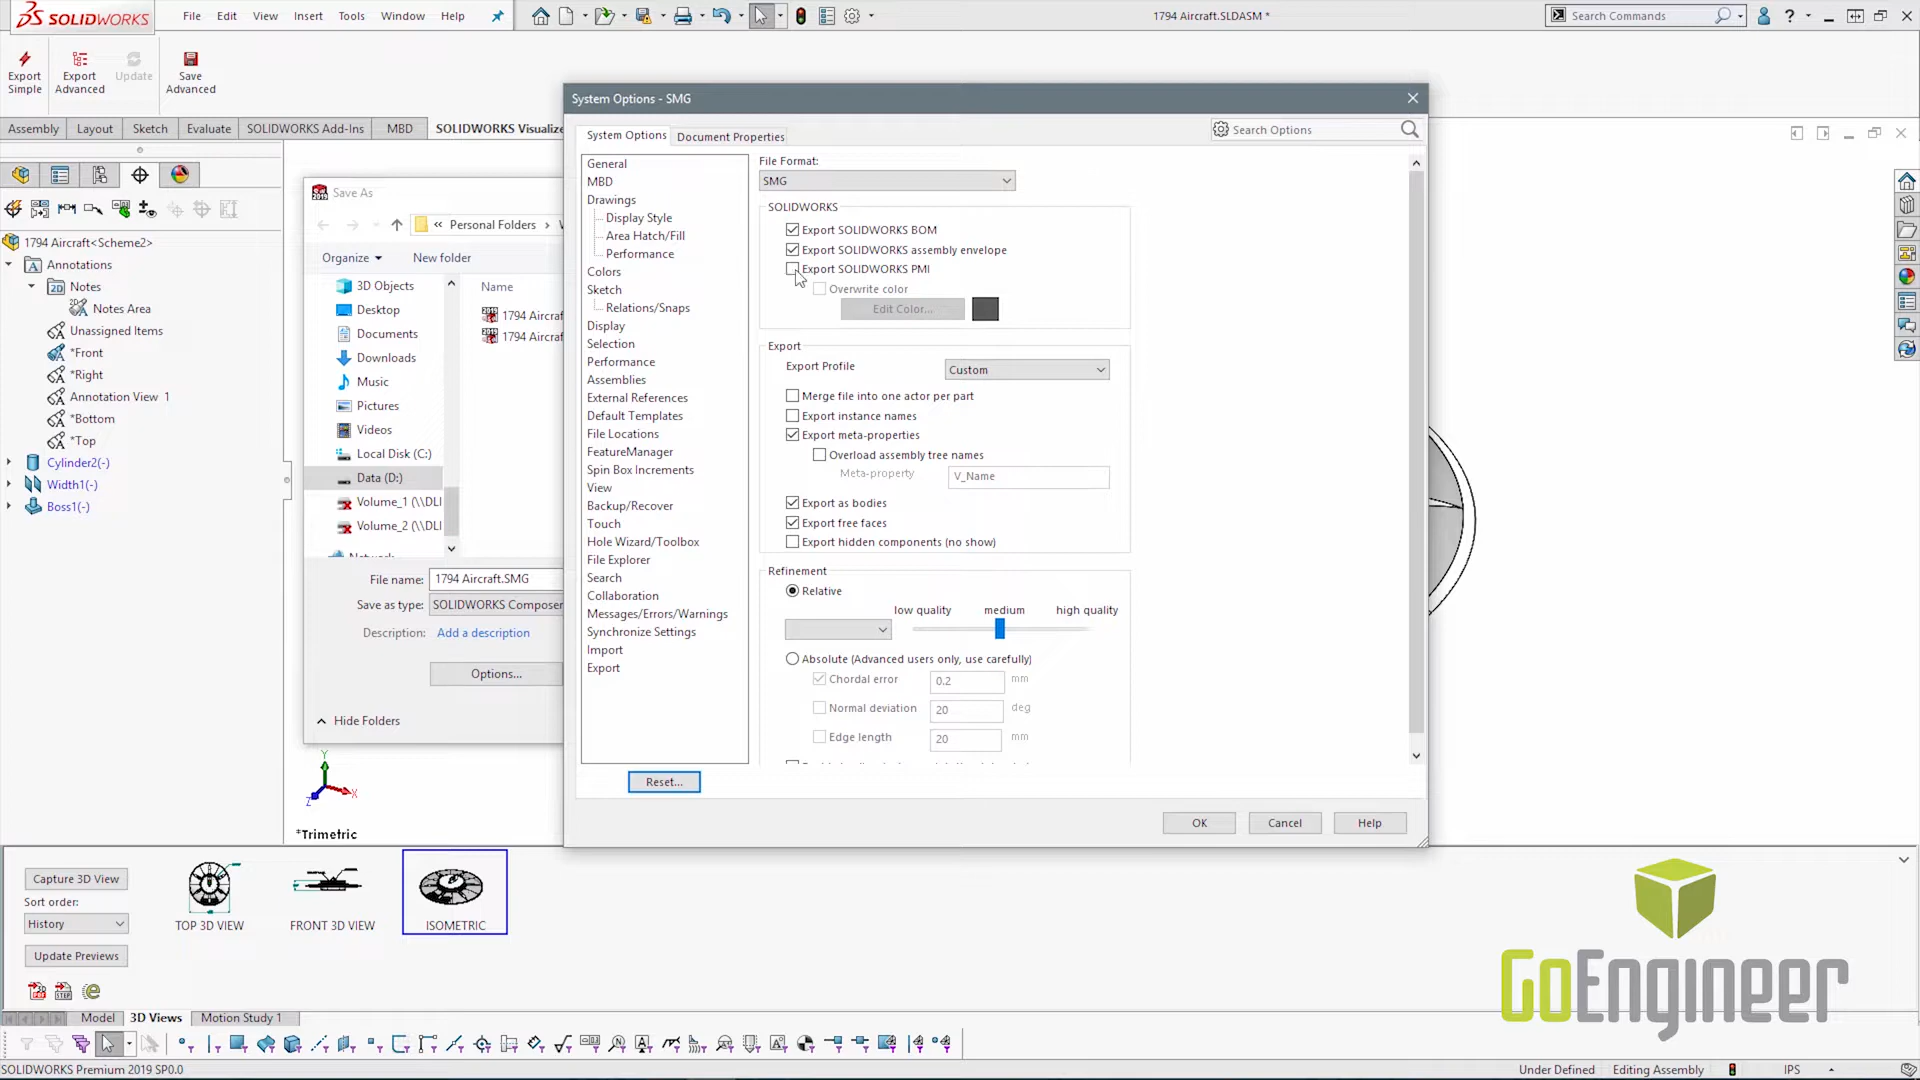 SOLIDWORKS
File Edit View Insert Tools Window Help
1794 Aircraft.SLDASM *
Search Commands
?
Export Simple
Export Advanced
Update
Save Advanced
Assembly Layout Sketch Evaluate SOLIDWORKS Add-Ins MBD SOLIDWORKS Visualize
1794 Aircraft<Scheme2>
Annotations
Notes
Notes Area
Unassigned Items
*Front
*Right
Annotation View 1
*Bottom
*Top
Cylinder2(-)
Width1(-)
Boss1(-)
Save As
« Personal Folders ›
Organize
New folder
3D Objects
Desktop
Documents
Downloads
Music
Pictures
Videos
Local Disk (C:)
Data (D:)
Volume_1 (\\DLI
Volume_2 (\\DLI
Name
1794 Aircraf
1794 Aircraf
File name: 1794 Aircraft.SMG
Save as type: SOLIDWORKS Composer
Description: Add a description
Options...
Hide Folders
Y
X
Z
*Trimetric
System Options - SMG
System Options Document Properties
Search Options
General
MBD
Drawings
Display Style
Area Hatch/Fill
Performance
Colors
Sketch
Relations/Snaps
Display
Selection
Performance
Assemblies
External References
Default Templates
File Locations
FeatureManager
Spin Box Increments
View
Backup/Recover
Touch
Hole Wizard/Toolbox
File Explorer
Search
Collaboration
Messages/Errors/Warnings
Synchronize Settings
Import
Export
Reset...
File Format:
SMG
SOLIDWORKS
Export SOLIDWORKS BOM
Export SOLIDWORKS assembly envelope
Export SOLIDWORKS PMI
Overwrite color
Edit Color...
Export
Export Profile Custom
Merge file into one actor per part
Export instance names
Export meta-properties
Overload assembly tree names
Meta-property V_Name
Export as bodies
Export free faces
Export hidden components (no show)
Refinement
Relative
low quality medium high quality
Absolute (Advanced users only, use carefully)
Chordal error 0.2 mm
Normal deviation 20 deg
Edge length 20 mm
OK Cancel Help
Capture 3D View
Sort order:
History
Update Previews
TOP 3D VIEW
FRONT 3D VIEW
ISOMETRIC
Model 3D Views Motion Study 1
GoEngineer
SOLIDWORKS Premium 2019 SP0.0
Under Defined Editing Assembly IPS